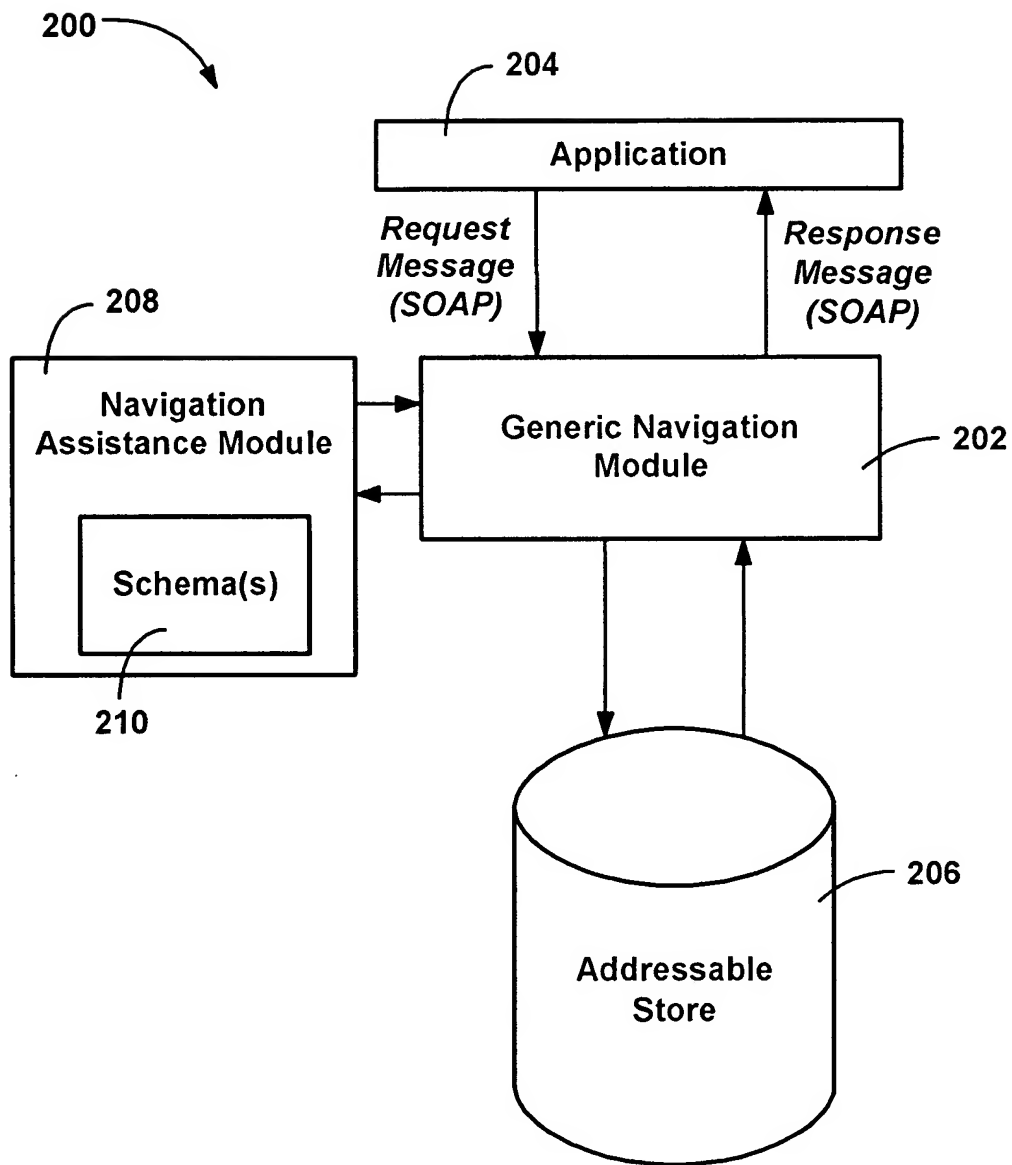 200
204
Application
Request
Message
(SOAP)
Response
Message
(SOAP)
208
Navigation
Assistance Module
Generic Navigation
Module
202
Schema(s)
210
206
Addressable
Store